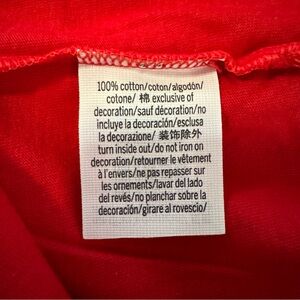 100% cotton/coton/algodón/
cotone/ 棉 exclusive of
decoration/sauf décoration/no
incluye la decoración/esclusa
la decorazione/ 装饰除外
turn inside out/do not iron on
decoration/retourner le vêtement
à l'envers/ne pas repasser sur
les ornements/lavar del lado
del revés/no planchar sobre la
decoración/girare al rovescio/